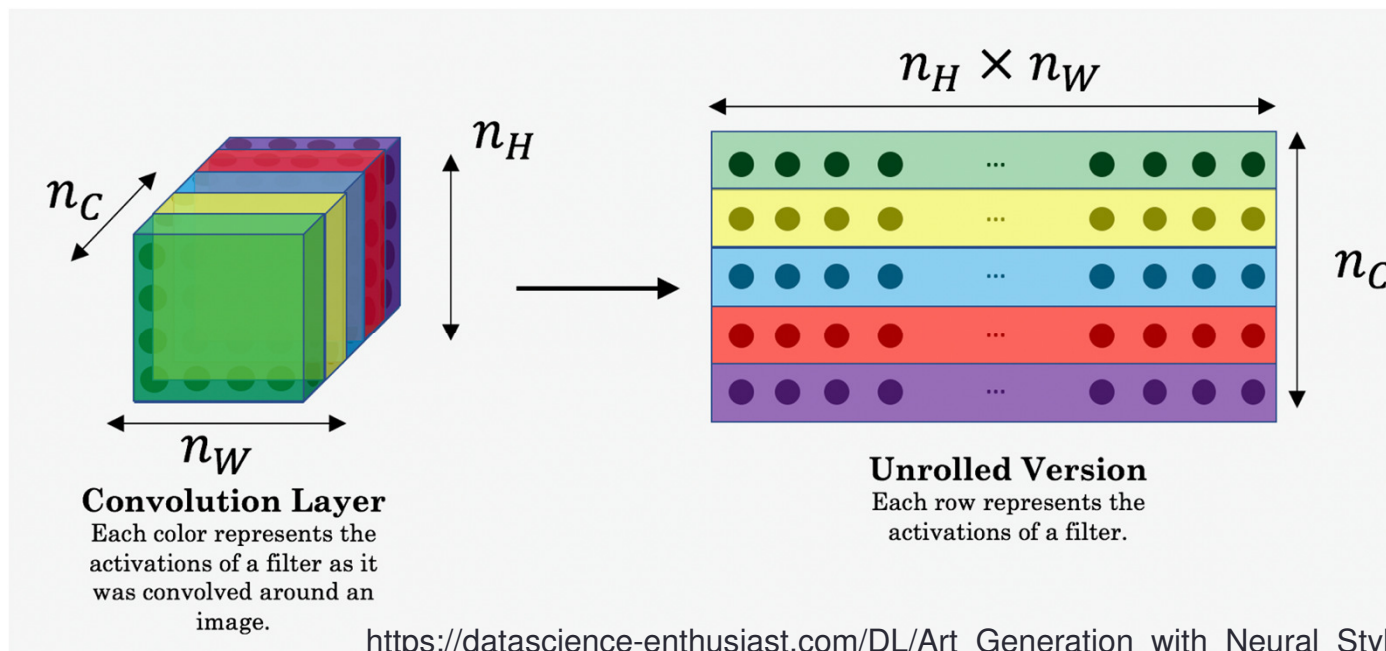 n_C
n_H
n_W
Convolution Layer
Each color represents the
activations of a filter as it
was convolved around an
image.
n_H × n_W
...
...
...
...
...
n_C
Unrolled Version
Each row represents the
activations of a filter.
https://datascience-enthusiast.com/DL/Art_Generation_with_Neural_Styl